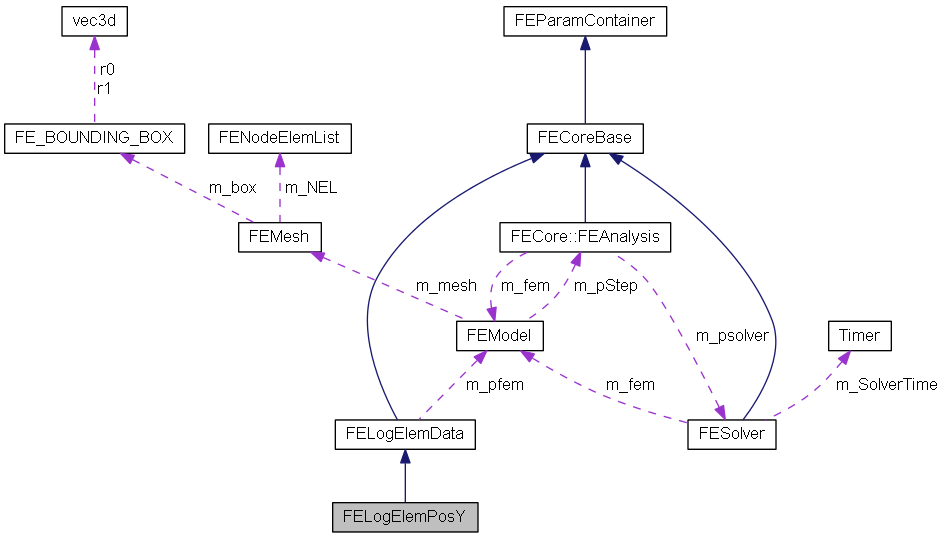 vec3d
FEParamContainer
r0
r1
FE_BOUNDING_BOX
FENodeElemList
FECoreBase
m_box
m_NEL
FEMesh
FECore::FEAnalysis
m_mesh
m_fem
m_pStep
FEModel
m_psolver
Timer
m_pfem
m_fem
m_SolverTime
FELogElemData
FESolver
FELogElemPosY